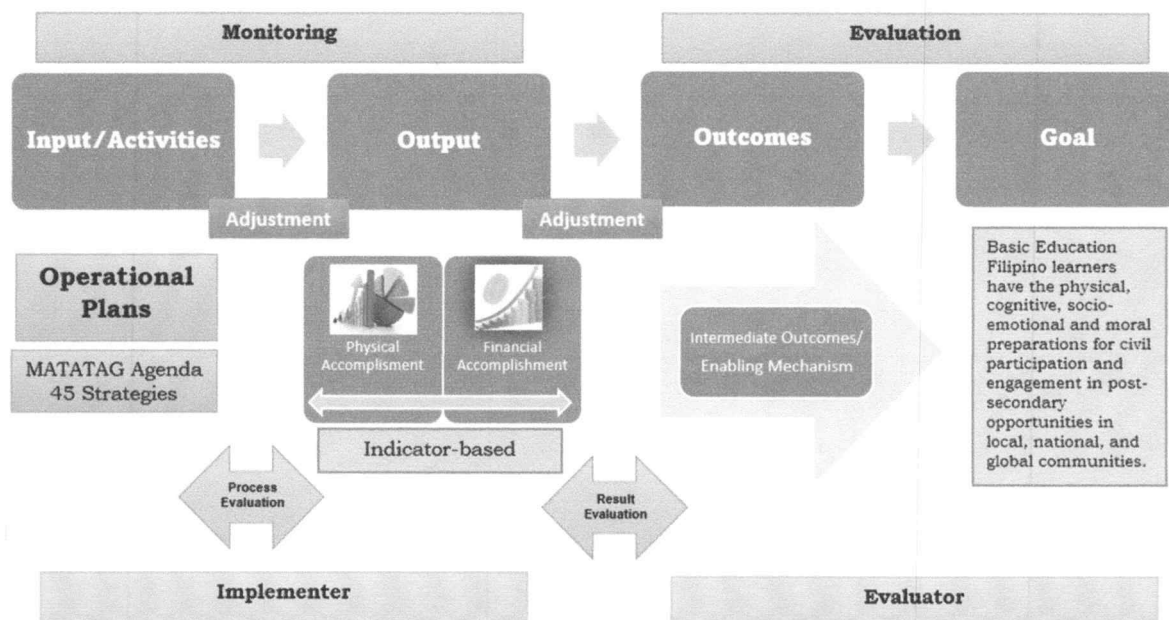 Monitoring
Evaluation
Input/Activities
Output
Outcomes
Goal
Adjustment
Adjustment
Operational
Plans
MATATAG Agenda
45 Strategies
Physical
Accomplisment
Financial
Accomplishment
Indicator-based
Intermediate Outcomes/
Enabling Mechanism
Basic Education
Filipino learners
have the physical,
cognitive, socio-
emotional and moral
preparations for civil
participation and
engagement in post-
secondary
opportunities in
local, national, and
global communities.
Process
Evaluation
Result
Evaluation
Implementer
Evaluator